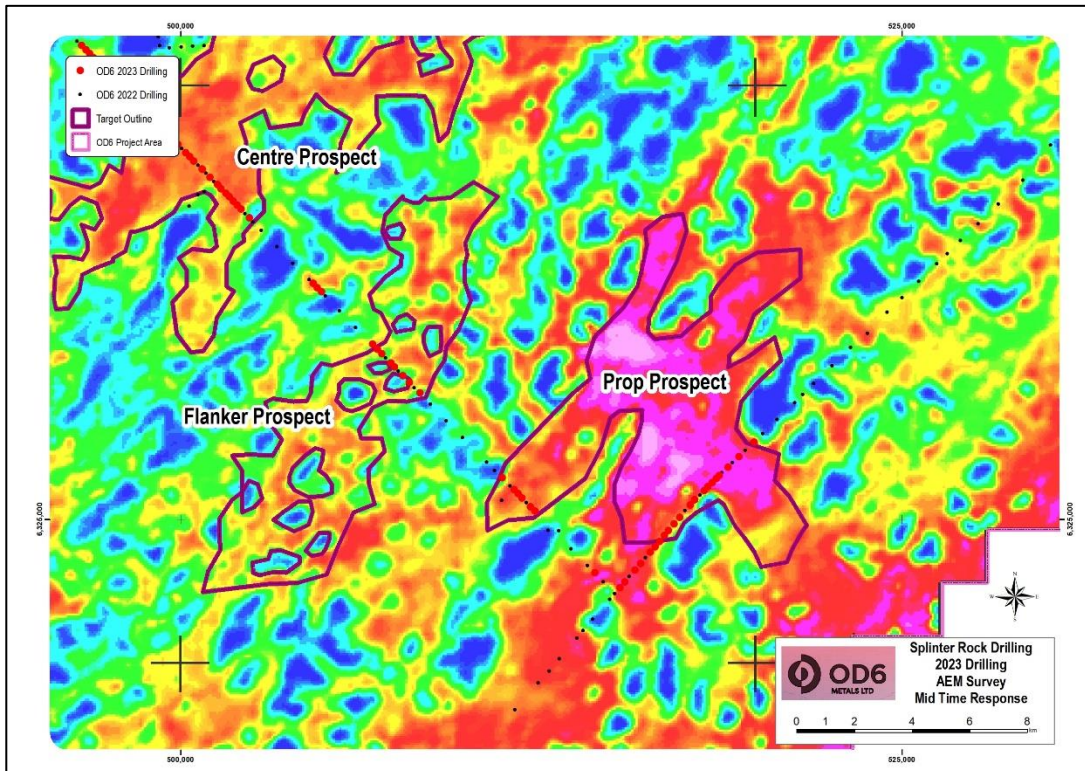 500,000
525,000
OD6 2023 Drilling
OD6 2022 Drilling
Target Outline
OD6 Project Area
Centre Prospect
Prop Prospect
Flanker Prospect
6,325,000
6,325,000
N
W
E
S
Splinter Rock Drilling
2023 Drilling
AEM Survey
Mid Time Response
OD6
METALS LTD
0 1 2 4 6 8
km
500,000
525,000